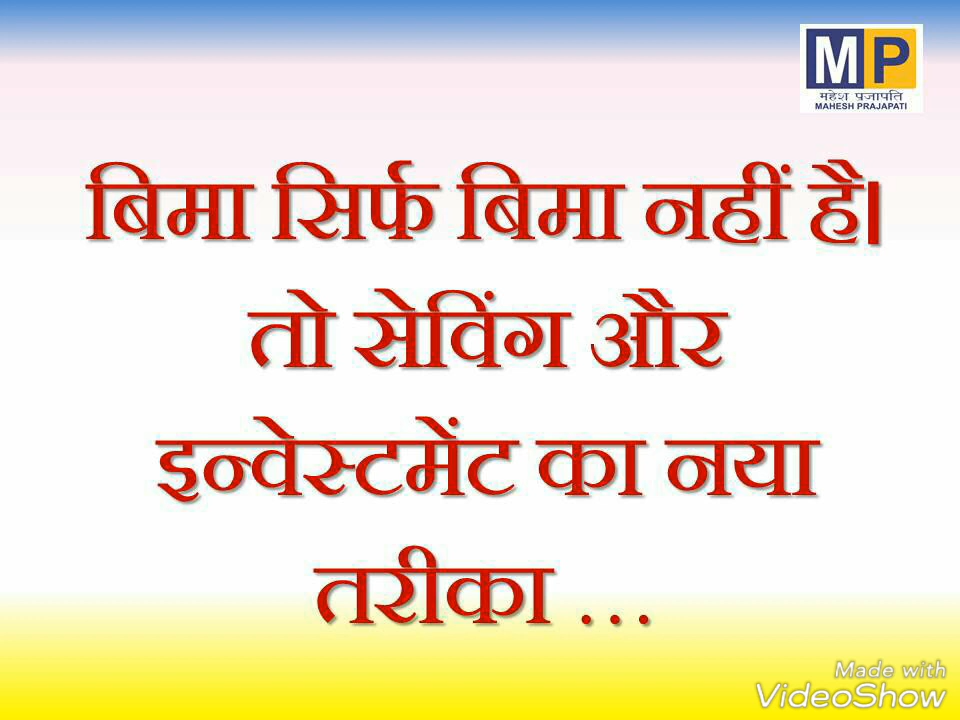 MP
महेश प्रजापति
MAHESH PRAJAPATI
बिमा सिर्फ बिमा नहीं है।
तो सेविंग और
इन्वेस्टमेंट का नया
तरीका ...
Made with
VideoShow